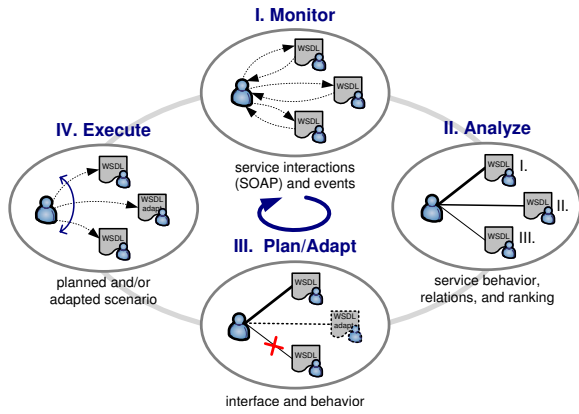 I. Monitor
WSDL
WSDL
WSDL
service interactions
(SOAP) and events
IV. Execute
WSDL
WSDL
adapt
WSDL
planned and/or
adapted scenario
II. Analyze
WSDL
I.
WSDL
II.
WSDL
III.
service behavior,
relations, and ranking
III. Plan/Adapt
WSDL
WSDL
adapt
WSDL
interface and behavior